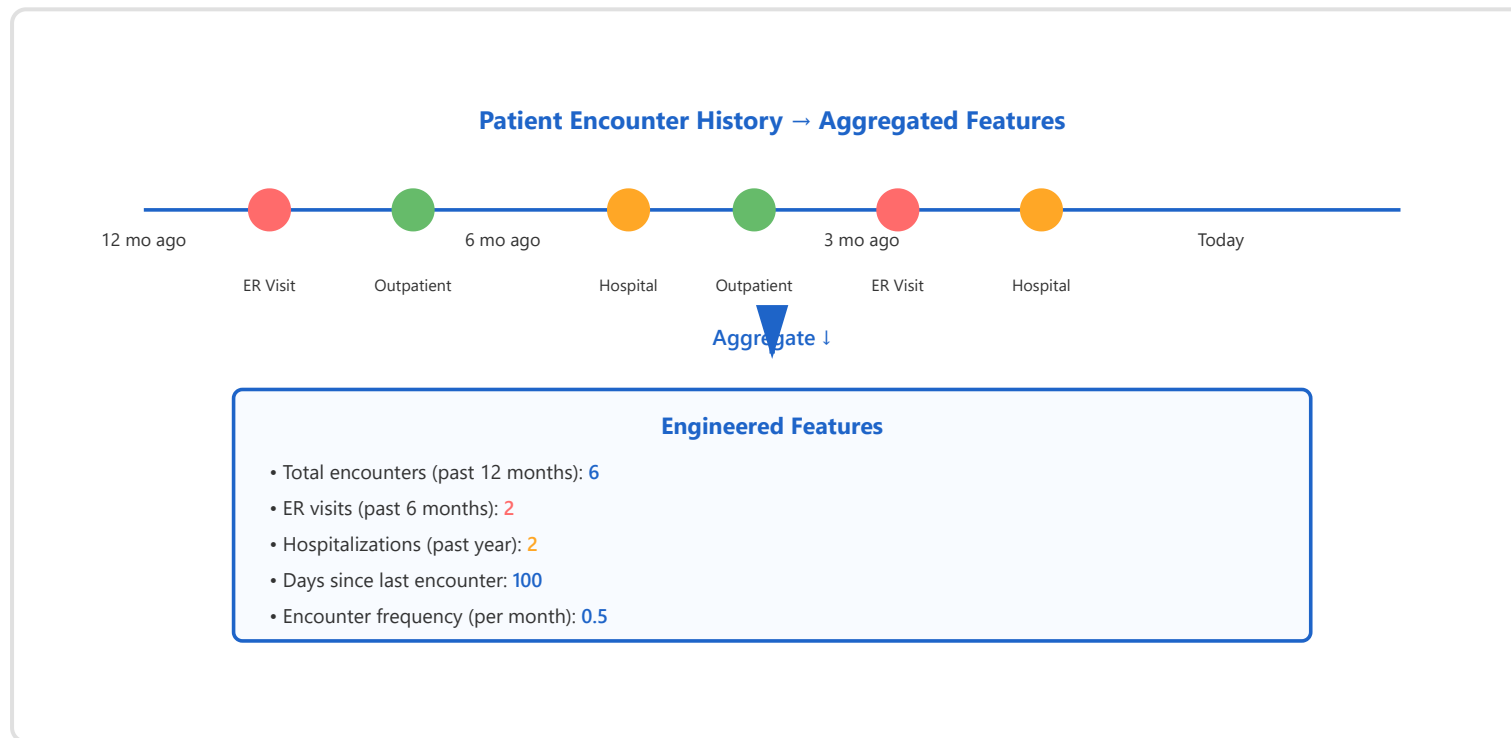 Patient Encounter History → Aggregated Features
12 mo ago
6 mo ago
3 mo ago
Today
ER Visit
Outpatient
Hospital
Outpatient
ER Visit
Hospital
Aggregate ↓
Engineered Features
• Total encounters (past 12 months): 6
• ER visits (past 6 months): 2
• Hospitalizations (past year): 2
• Days since last encounter: 100
• Encounter frequency (per month): 0.5